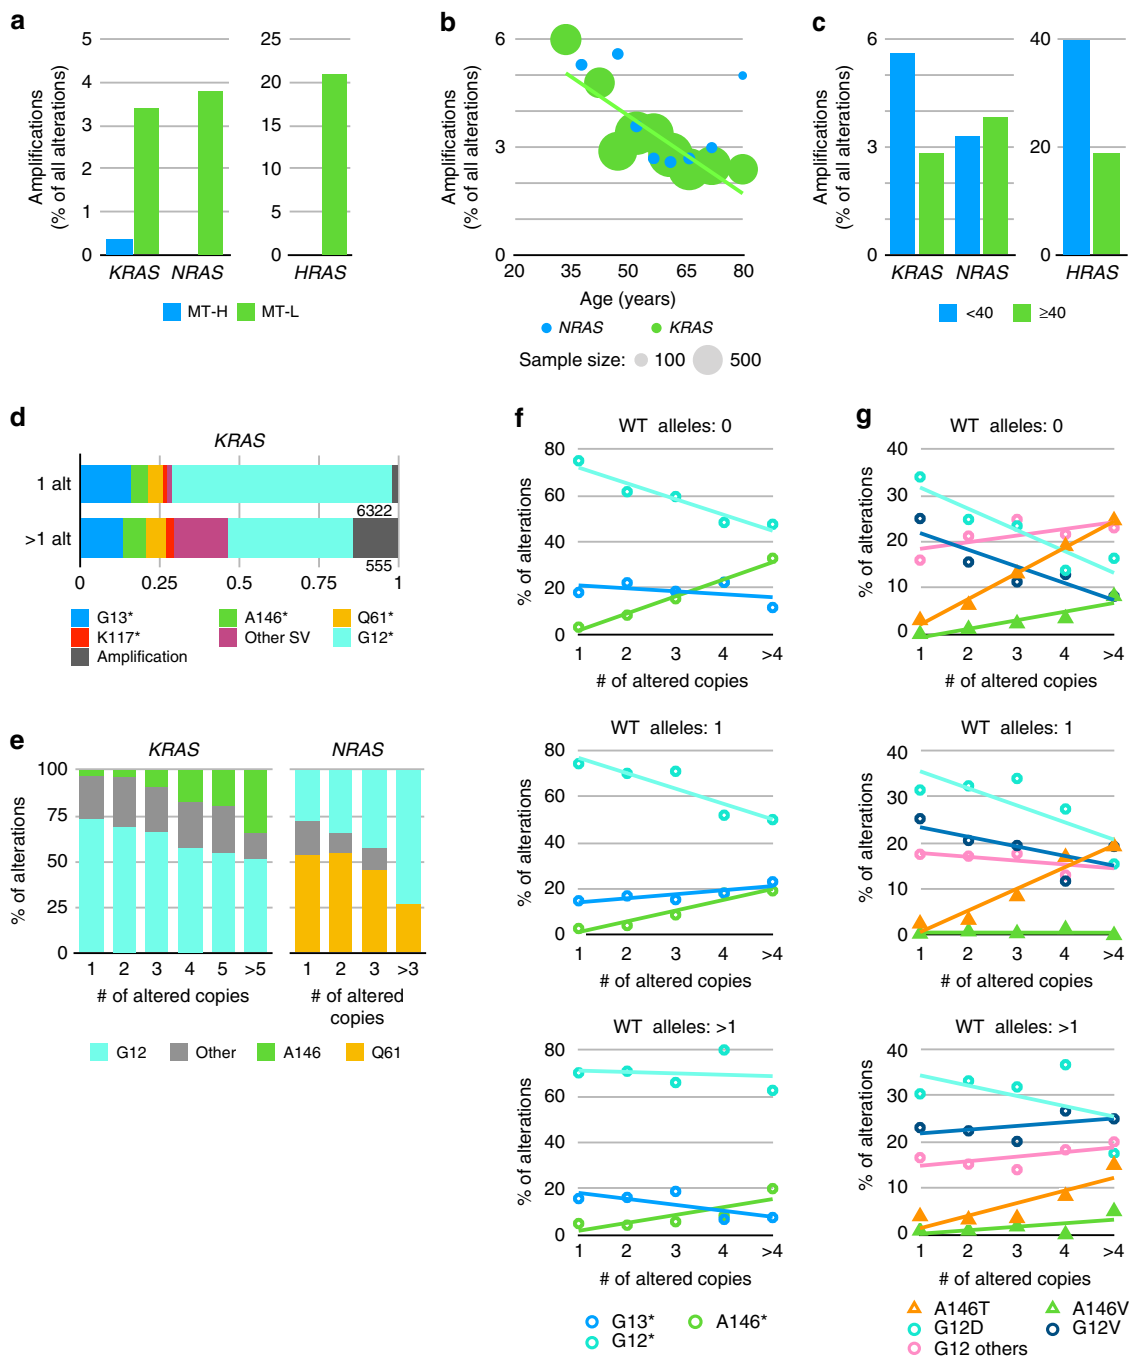 a
Amplifications
(% of all alterations)
5
4
3
2
1
0
25
20
15
10
5
0
KRAS NRAS HRAS
MT-H MT-L
b
Amplifications
(% of all alterations)
6
3
0
20 35 50 65 80
Age (years)
NRAS KRAS
Sample size: 100 500
c
Amplifications
(% of all alterations)
6
3
0
40
20
0
KRAS NRAS HRAS
<40 ≥40
d
KRAS
1 alt
6322
>1 alt
555
0 0.25 0.5 0.75 1
G13* A146* Q61*
K117* Other SV G12*
Amplification
e
KRAS NRAS
% of alterations
100
75
50
25
0
1 2 3 4 5 >5 1 2 3 >3
# of altered copies # of altered
copies
G12 Other A146 Q61
f
WT alleles: 0
% of alterations
80
60
40
20
0
1 2 3 4 >4
# of altered copies
WT alleles: 1
% of alterations
80
60
40
20
0
1 2 3 4 >4
# of altered copies
WT alleles: >1
% of alterations
80
60
40
20
0
1 2 3 4 >4
# of altered copies
G13* A146*
G12*
g
WT alleles: 0
% of alterations
40
30
20
10
0
1 2 3 4 >4
# of altered copies
WT alleles: 1
% of alterations
40
30
20
10
0
1 2 3 4 >4
# of altered copies
WT alleles: >1
% of alterations
40
30
20
10
0
1 2 3 4 >4
# of altered copies
A146T A146V
G12D G12V
G12 others